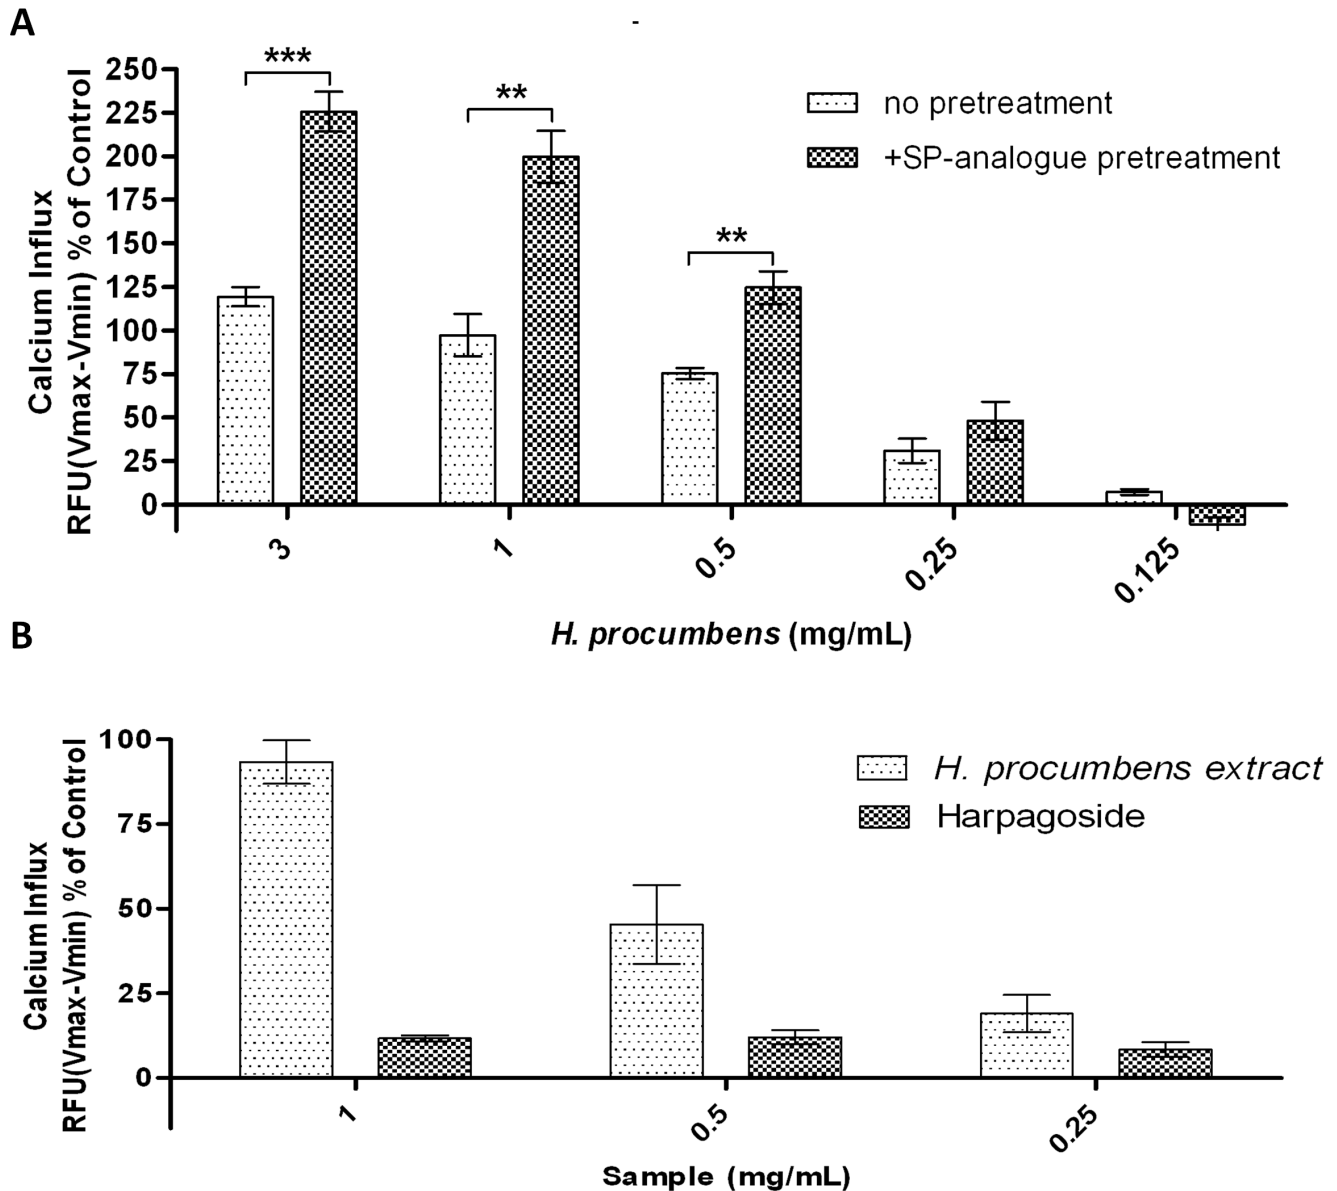 A
-
Calcium Influx
RFU(Vmax-Vmin) % of Control
250
225
200
175
150
125
100
75
50
25
0
***
**
**
no pretreatment
+SP-analogue pretreatment
3
1
0.5
0.25
0.125
H. procumbens (mg/mL)
B
Calcium Influx
RFU(Vmax-Vmin) % of Control
100
75
50
25
0
H. procumbens extract
Harpagoside
1
0.5
0.25
Sample (mg/mL)